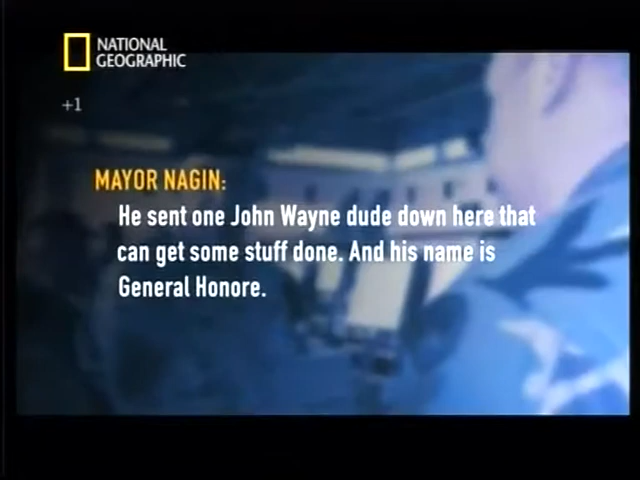 NATIONAL
GEOGRAPHIC
+1
MAYOR NAGIN:
He sent one John Wayne dude down here that
can get some stuff done. And his name is
General Honore.